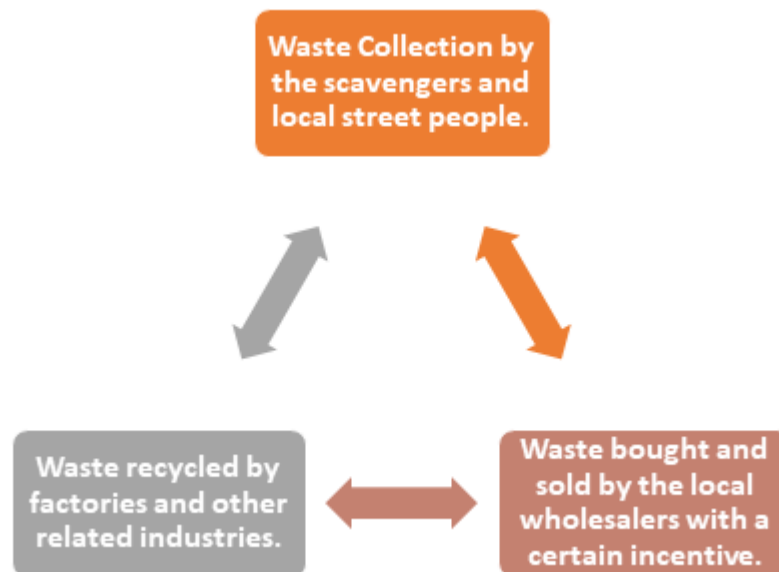 Waste Collection by
the scavengers and
local street people.
Waste recycled by
factories and other
related industries.
Waste bought and
sold by the local
wholesalers with a
certain incentive.